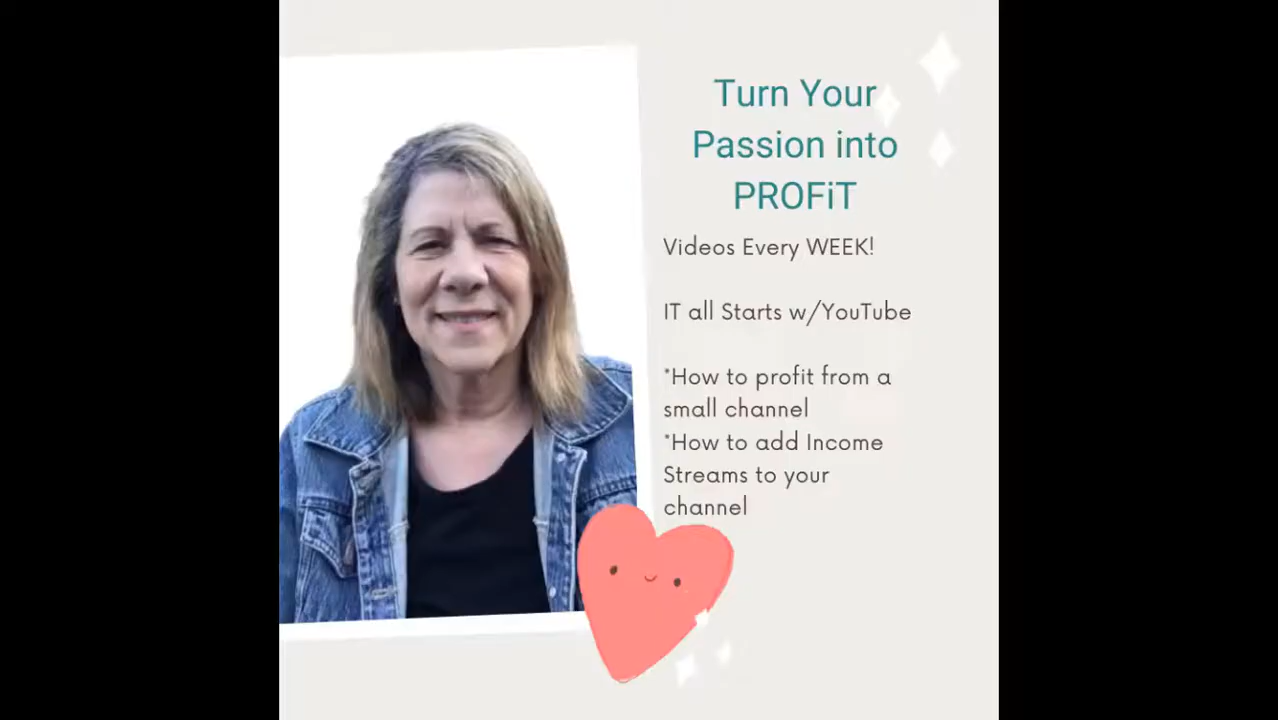 Turn Your
Passion into
PROFiT
Videos Every WEEK!
IT all Starts w/YouTube
*How to profit from a
small channel
*How to add Income
Streams to your
channel